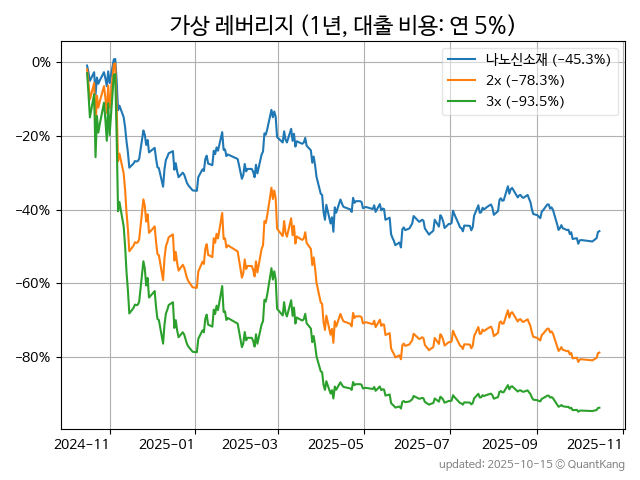 가상 레버리지 (1년, 대출 비용: 연 5%)
나노신소재 (−45.3%)
2x (−78.3%)
3x (−93.5%)
0%
−20%
−40%
−60%
−80%
2024-11 2025-01 2025-03 2025-05 2025-07 2025-09 2025-11
updated: 2025-10-15 © QuantKang